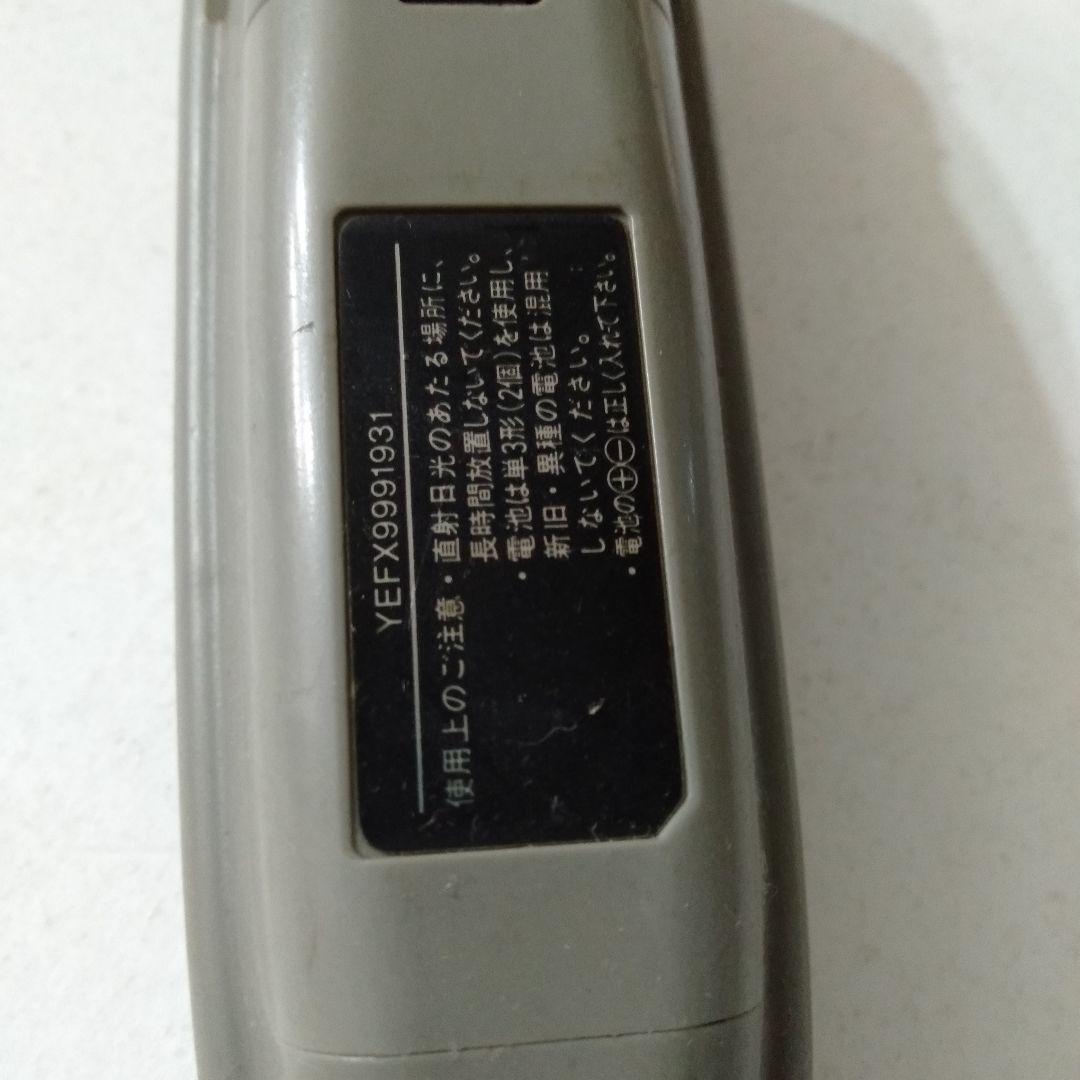 YEFX9991931
使用上のご注意・直射日光のあたる場所に、
長時間放置しないでください。
・電池は単3形(2個)を使用し、
新旧・異種の電池は混用
しないでください。
・電池の⊕⊖は正しく入れて下さい。